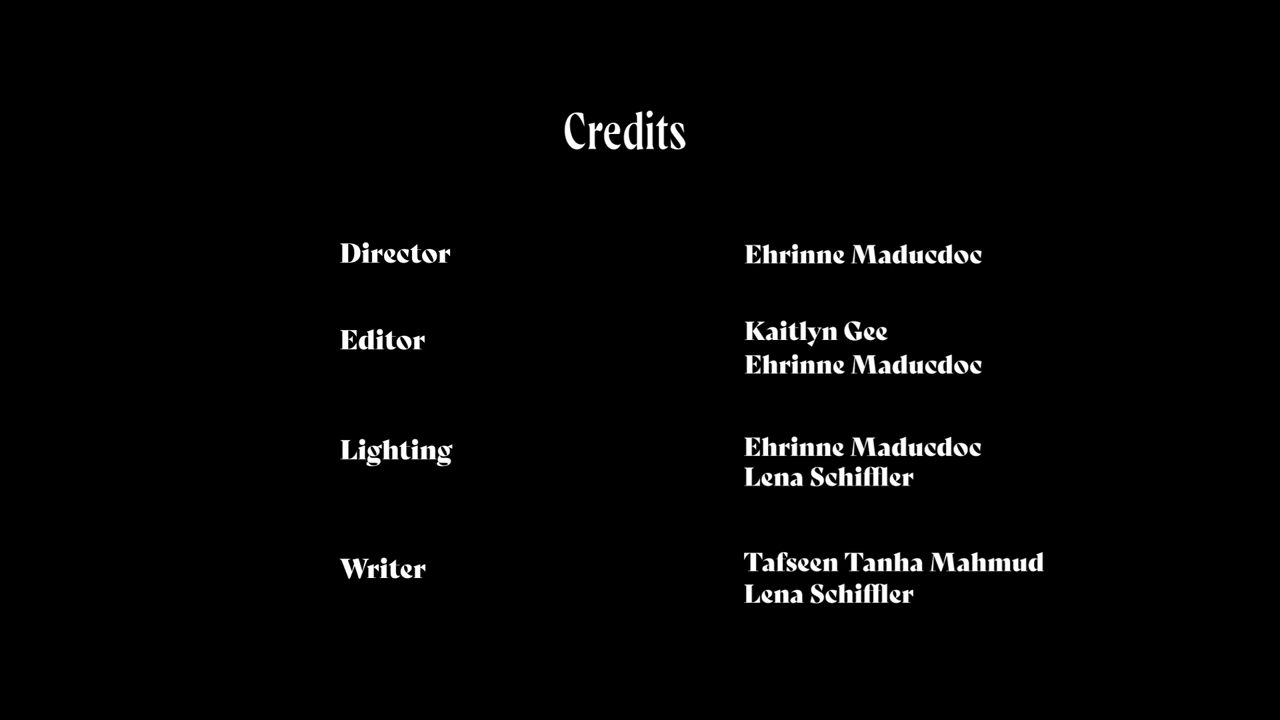 Credits
Director Ehrinne Maducdoc
Editor Kaitlyn Gee
Ehrinne Maducdoc
Lighting Ehrinne Maducdoc
Lena Schiffler
Writer Tafseen Tanha Mahmud
Lena Schiffler